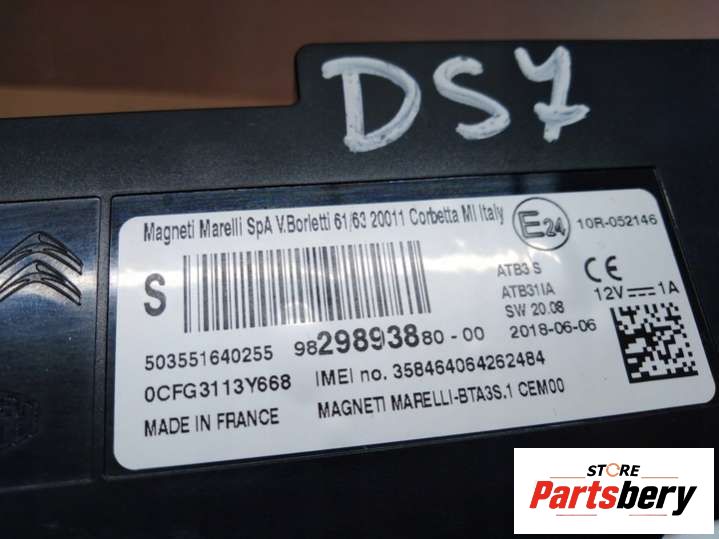 DS7
Magneti Marelli SpA V.Borletti 61/63 20011 Corbetta MI Italy
E24
10R-052146
S
ATB3 S
ATB31IA
SW 20.08
CE
12V 1A
503551640255
9829893880-00
2018-06-06
0CFG3113Y668
IMEI no. 358464064262484
MADE IN FRANCE
MAGNETI MARELLI-BTA3S.1 CEM00
STORE
Partsbery